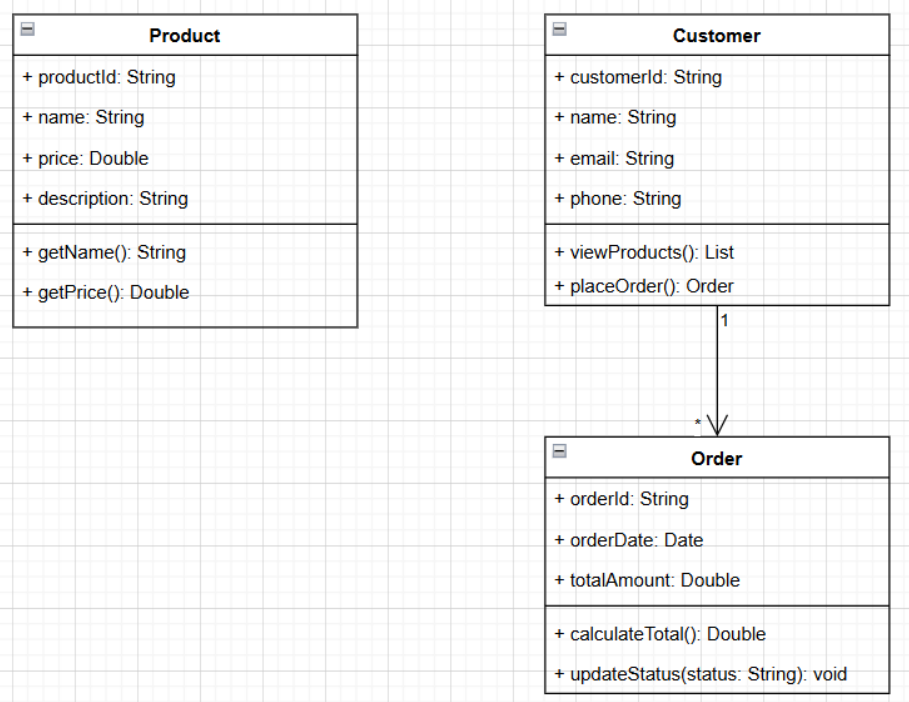 Product
+ productId: String
+ name: String
+ price: Double
+ description: String
+ getName(): String
+ getPrice(): Double
Customer
+ customerId: String
+ name: String
+ email: String
+ phone: String
+ viewProducts(): List
+ placeOrder(): Order
1
*
Order
+ orderId: String
+ orderDate: Date
+ totalAmount: Double
+ calculateTotal(): Double
+ updateStatus(status: String): void